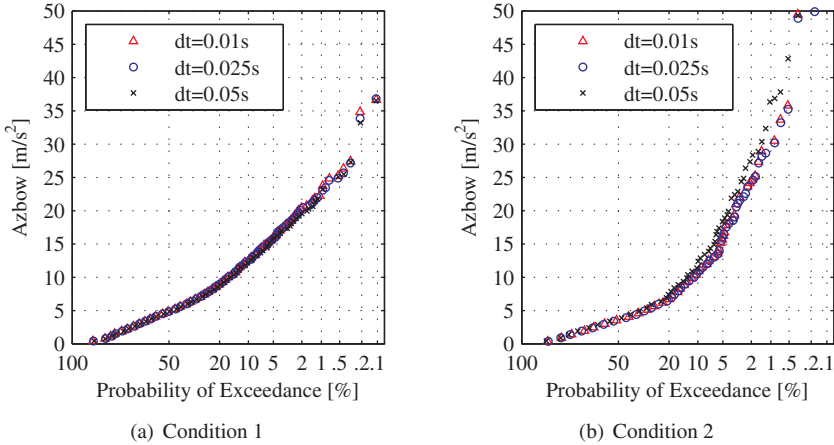 50
45
40
35
30
25
20
15
10
5
0
Azbow [m/s²]
dt=0.01s
dt=0.025s
dt=0.05s
100 50 20 10 5 2 1 .5 .2 .1
Probability of Exceedance [%]
(a) Condition 1
50
45
40
35
30
25
20
15
10
5
0
Azbow [m/s²]
dt=0.01s
dt=0.025s
dt=0.05s
100 50 20 10 5 2 1 .5 .2 .1
Probability of Exceedance [%]
(b) Condition 2